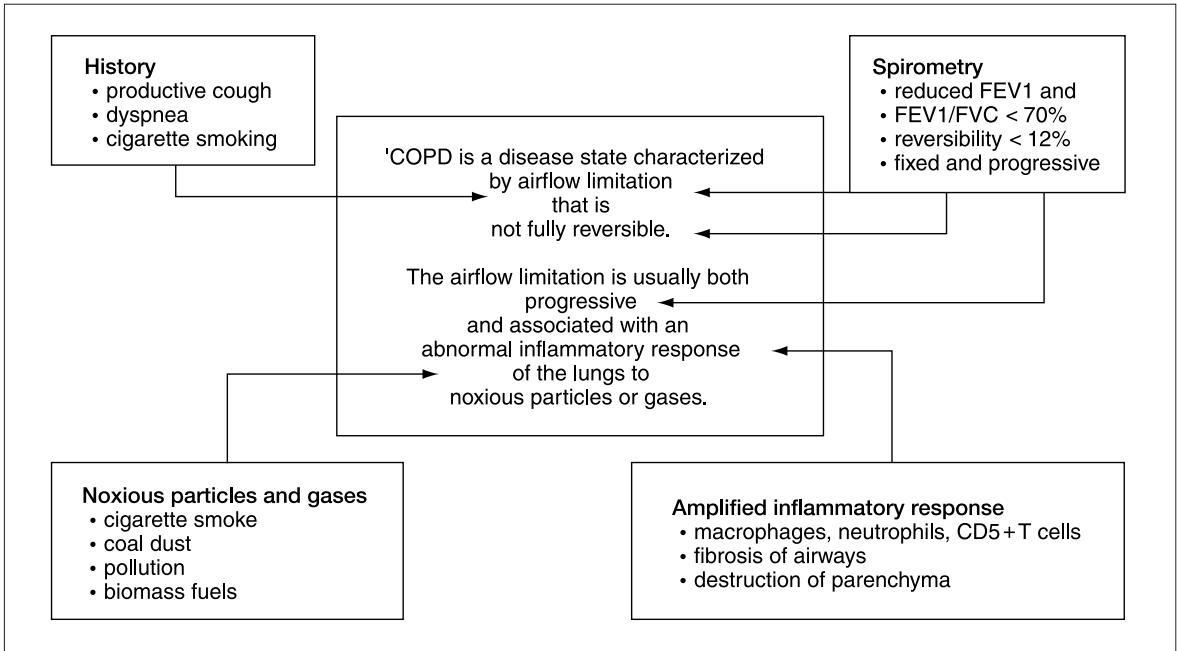 History
• productive cough
• dyspnea
• cigarette smoking
Spirometry
• reduced FEV1 and
• FEV1/FVC < 70%
• reversibility < 12%
• fixed and progressive
'COPD is a disease state characterized
by airflow limitation
that is
not fully reversible.
The airflow limitation is usually both
progressive
and associated with an
abnormal inflammatory response
of the lungs to
noxious particles or gases.
Noxious particles and gases
• cigarette smoke
• coal dust
• pollution
• biomass fuels
Amplified inflammatory response
• macrophages, neutrophils, CD5+T cells
• fibrosis of airways
• destruction of parenchyma